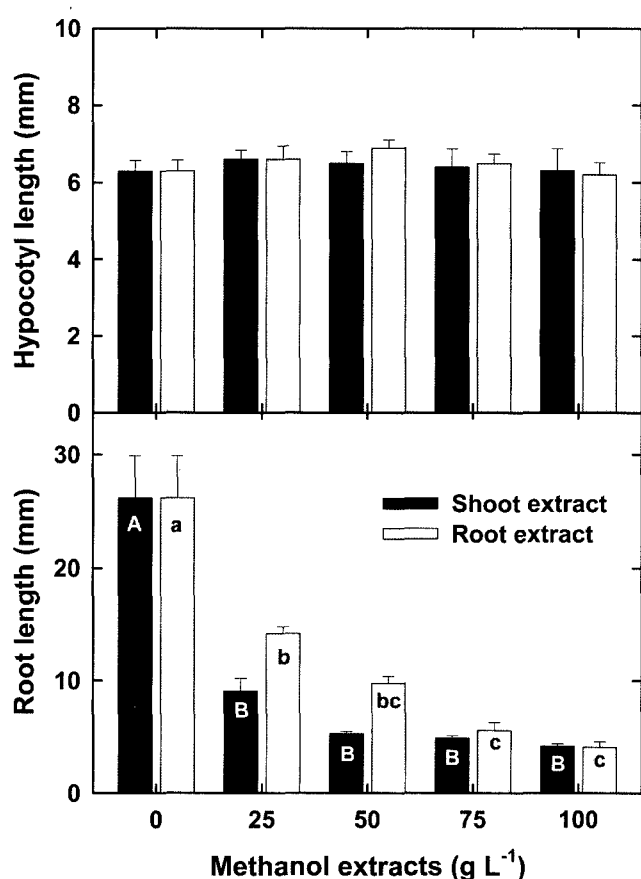 10
8
6
4
2
0
Hypocotyl length (mm)
30
20
10
0
Root length (mm)
Shoot extract
Root extract
A
a
B
b
B
bc
B
c
B
c
0 25 50 75 100
Methanol extracts (g L⁻¹)